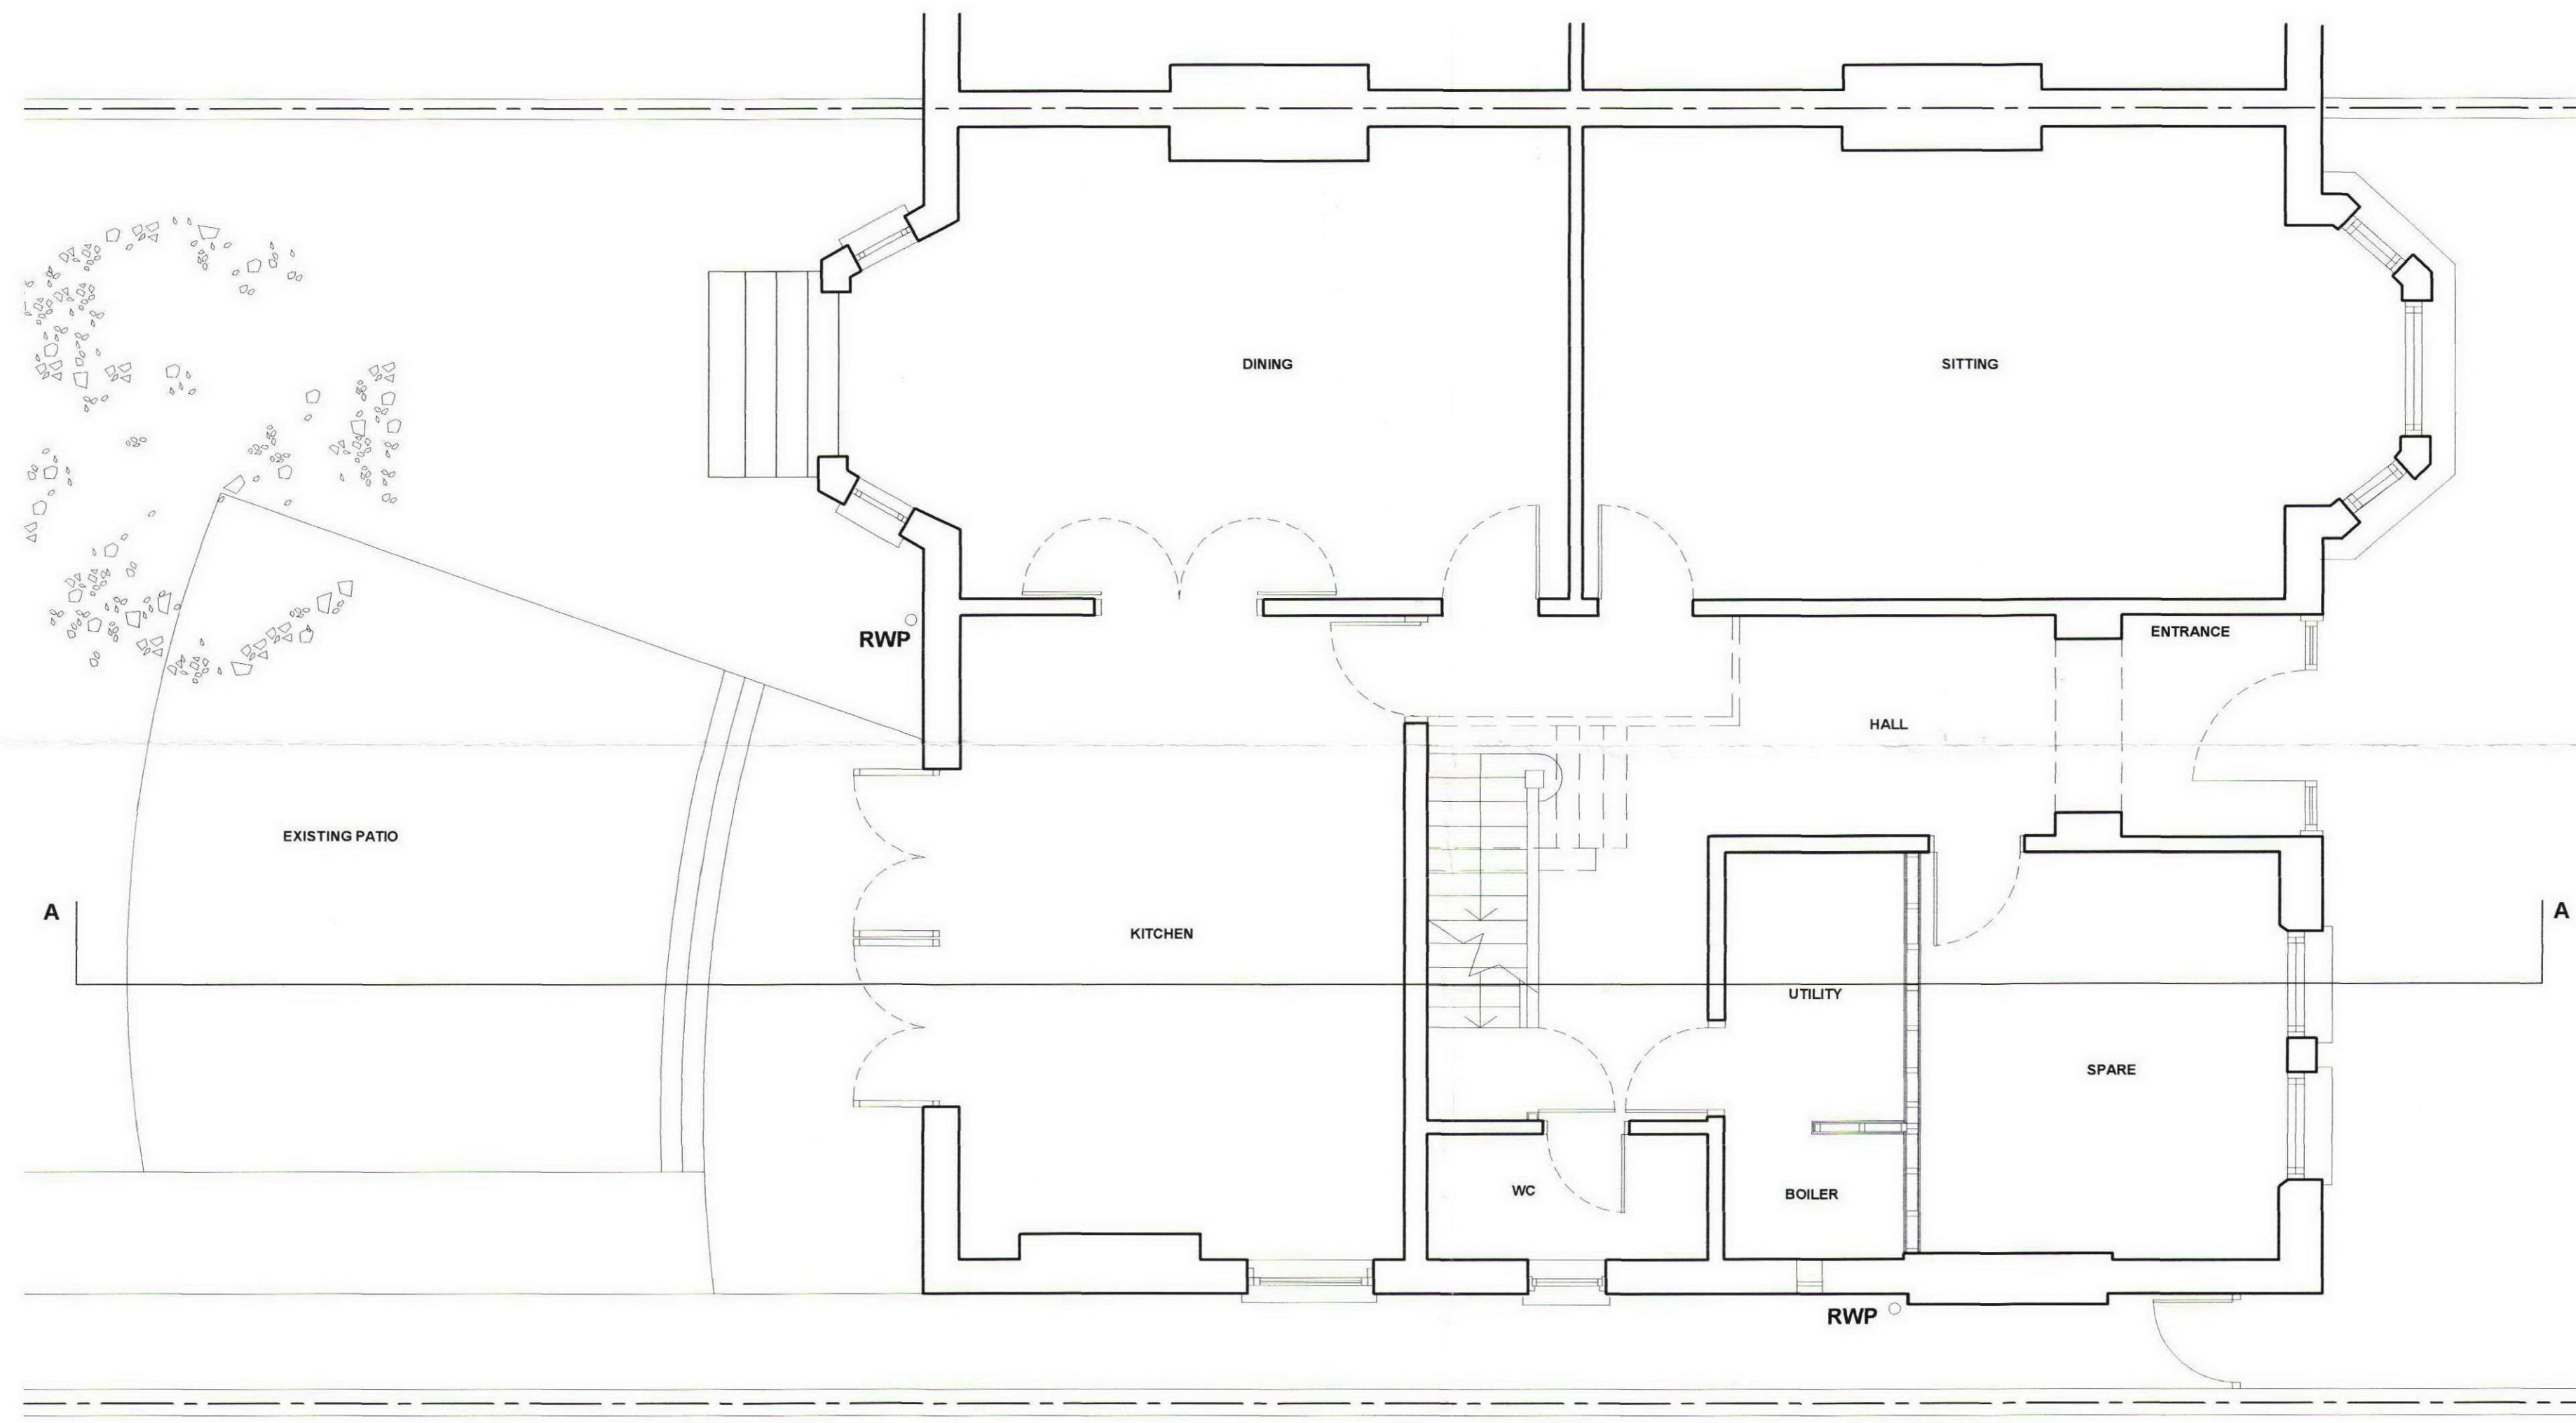 DINING
SITTING
RWP
ENTRANCE
HALL
EXISTING PATIO
A
A
KITCHEN
UTILITY
SPARE
WC
BOILER
RWP